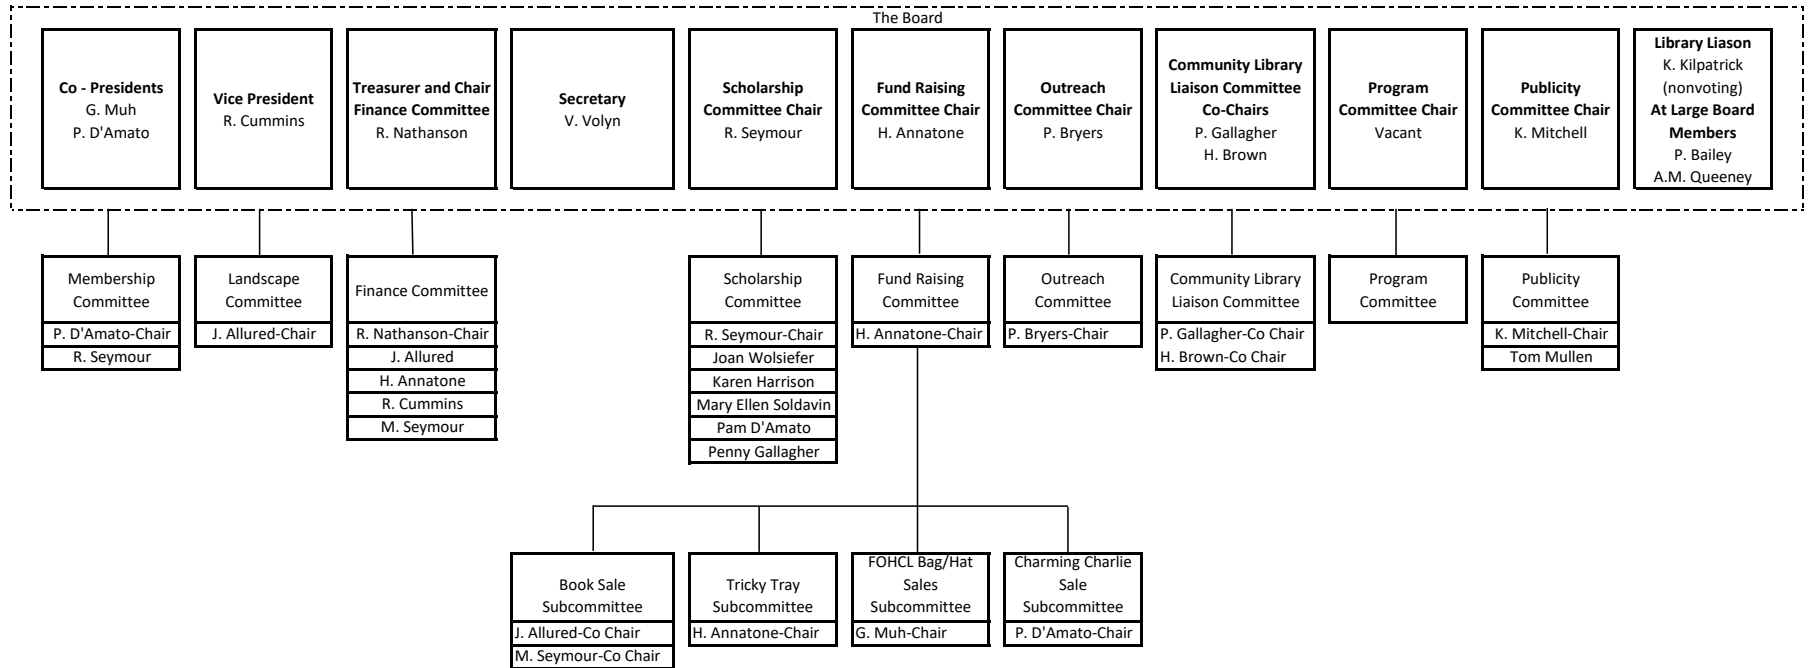 The Board
Co - Presidents
G. Muh
P. D'Amato
Vice President
R. Cummins
Treasurer and Chair
Finance Committee
R. Nathanson
Secretary
V. Volyn
Scholarship
Committee Chair
R. Seymour
Fund Raising
Committee Chair
H. Annatone
Outreach
Committee Chair
P. Bryers
Community Library
Liaison Committee
Co-Chairs
P. Gallagher
H. Brown
Program
Committee Chair
Vacant
Publicity
Committee Chair
K. Mitchell
Library Liason
K. Kilpatrick
(nonvoting)
At Large Board
Members
P. Bailey
A.M. Queeney
Membership
Committee
P. D'Amato-Chair
R. Seymour
Landscape
Committee
J. Allured-Chair
Finance Committee
R. Nathanson-Chair
J. Allured
H. Annatone
R. Cummins
M. Seymour
Scholarship
Committee
R. Seymour-Chair
Joan Wolsiefer
Karen Harrison
Mary Ellen Soldavin
Pam D'Amato
Penny Gallagher
Fund Raising
Committee
H. Annatone-Chair
Outreach
Committee
P. Bryers-Chair
Community Library
Liaison Committee
P. Gallagher-Co Chair
H. Brown-Co Chair
Program
Committee
Publicity
Committee
K. Mitchell-Chair
Tom Mullen
Book Sale
Subcommittee
J. Allured-Co Chair
M. Seymour-Co Chair
Tricky Tray
Subcommittee
H. Annatone-Chair
FOHCL Bag/Hat
Sales
Subcommittee
G. Muh-Chair
Charming Charlie
Sale
Subcommittee
P. D'Amato-Chair